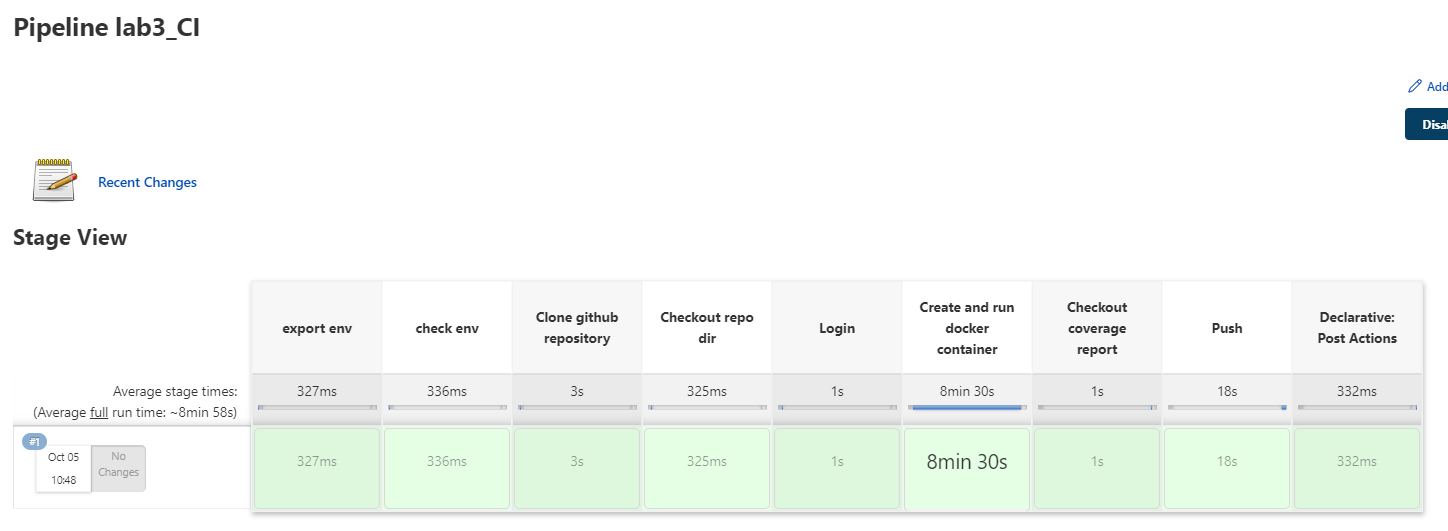 Pipeline lab3_CI
Add
Disal
Recent Changes
Stage View
export env
check env
Clone github
repository
Checkout repo
dir
Login
Create and run
docker
container
Checkout
coverage
report
Push
Declarative:
Post Actions
Average stage times:
(Average full run time: ~8min 58s)
327ms
336ms
3s
325ms
1s
8min 30s
1s
18s
332ms
#1
Oct 05
10:48
No
Changes
327ms
336ms
3s
325ms
1s
8min 30s
1s
18s
332ms